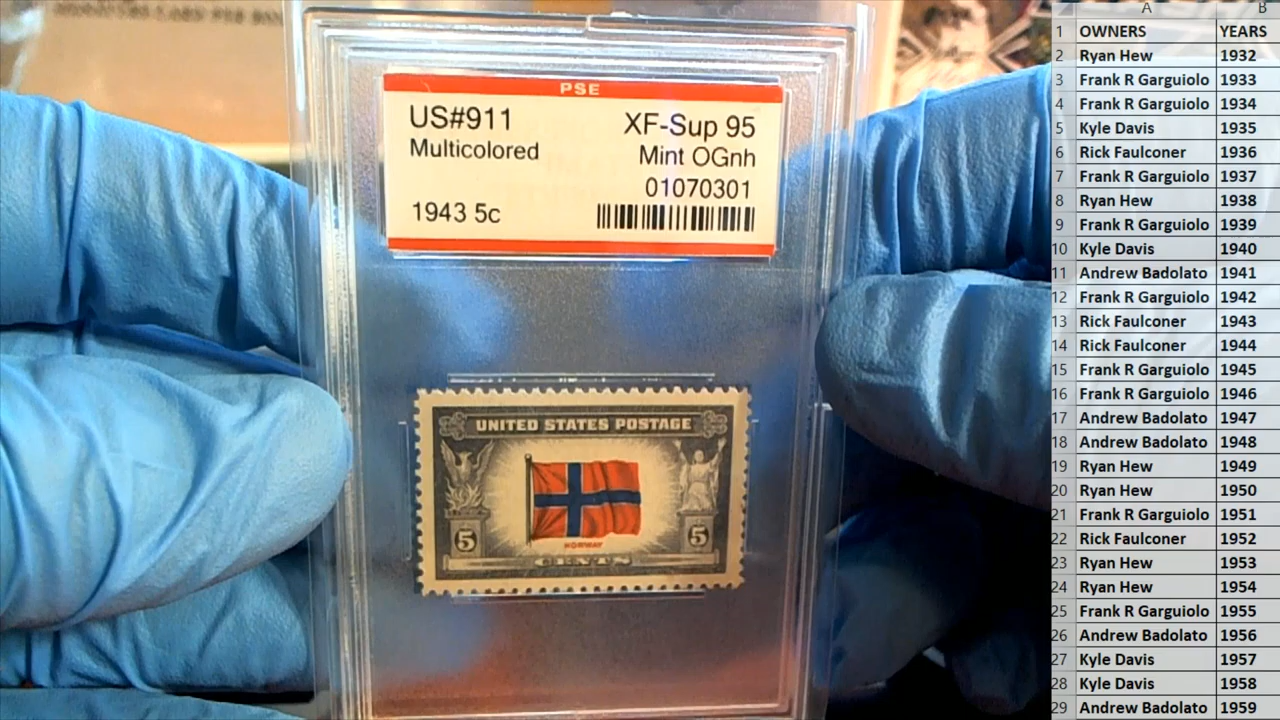 PSE
US#911
XF-Sup 95
Multicolored
Mint OGnh
01070301
1943 5c
UNITED STATES POSTAGE
5
5
NORWAY
CENTS
A B
1 OWNERS YEARS
2 Ryan Hew 1932
3 Frank R Garguiolo 1933
4 Frank R Garguiolo 1934
5 Kyle Davis 1935
6 Rick Faulconer 1936
7 Frank R Garguiolo 1937
8 Ryan Hew 1938
9 Frank R Garguiolo 1939
10 Kyle Davis 1940
11 Andrew Badolato 1941
12 Frank R Garguiolo 1942
13 Rick Faulconer 1943
14 Rick Faulconer 1944
15 Frank R Garguiolo 1945
16 Frank R Garguiolo 1946
17 Andrew Badolato 1947
18 Andrew Badolato 1948
19 Ryan Hew 1949
20 Ryan Hew 1950
21 Frank R Garguiolo 1951
22 Rick Faulconer 1952
23 Ryan Hew 1953
24 Ryan Hew 1954
25 Frank R Garguiolo 1955
26 Andrew Badolato 1956
27 Kyle Davis 1957
28 Kyle Davis 1958
29 Andrew Badolato 1959